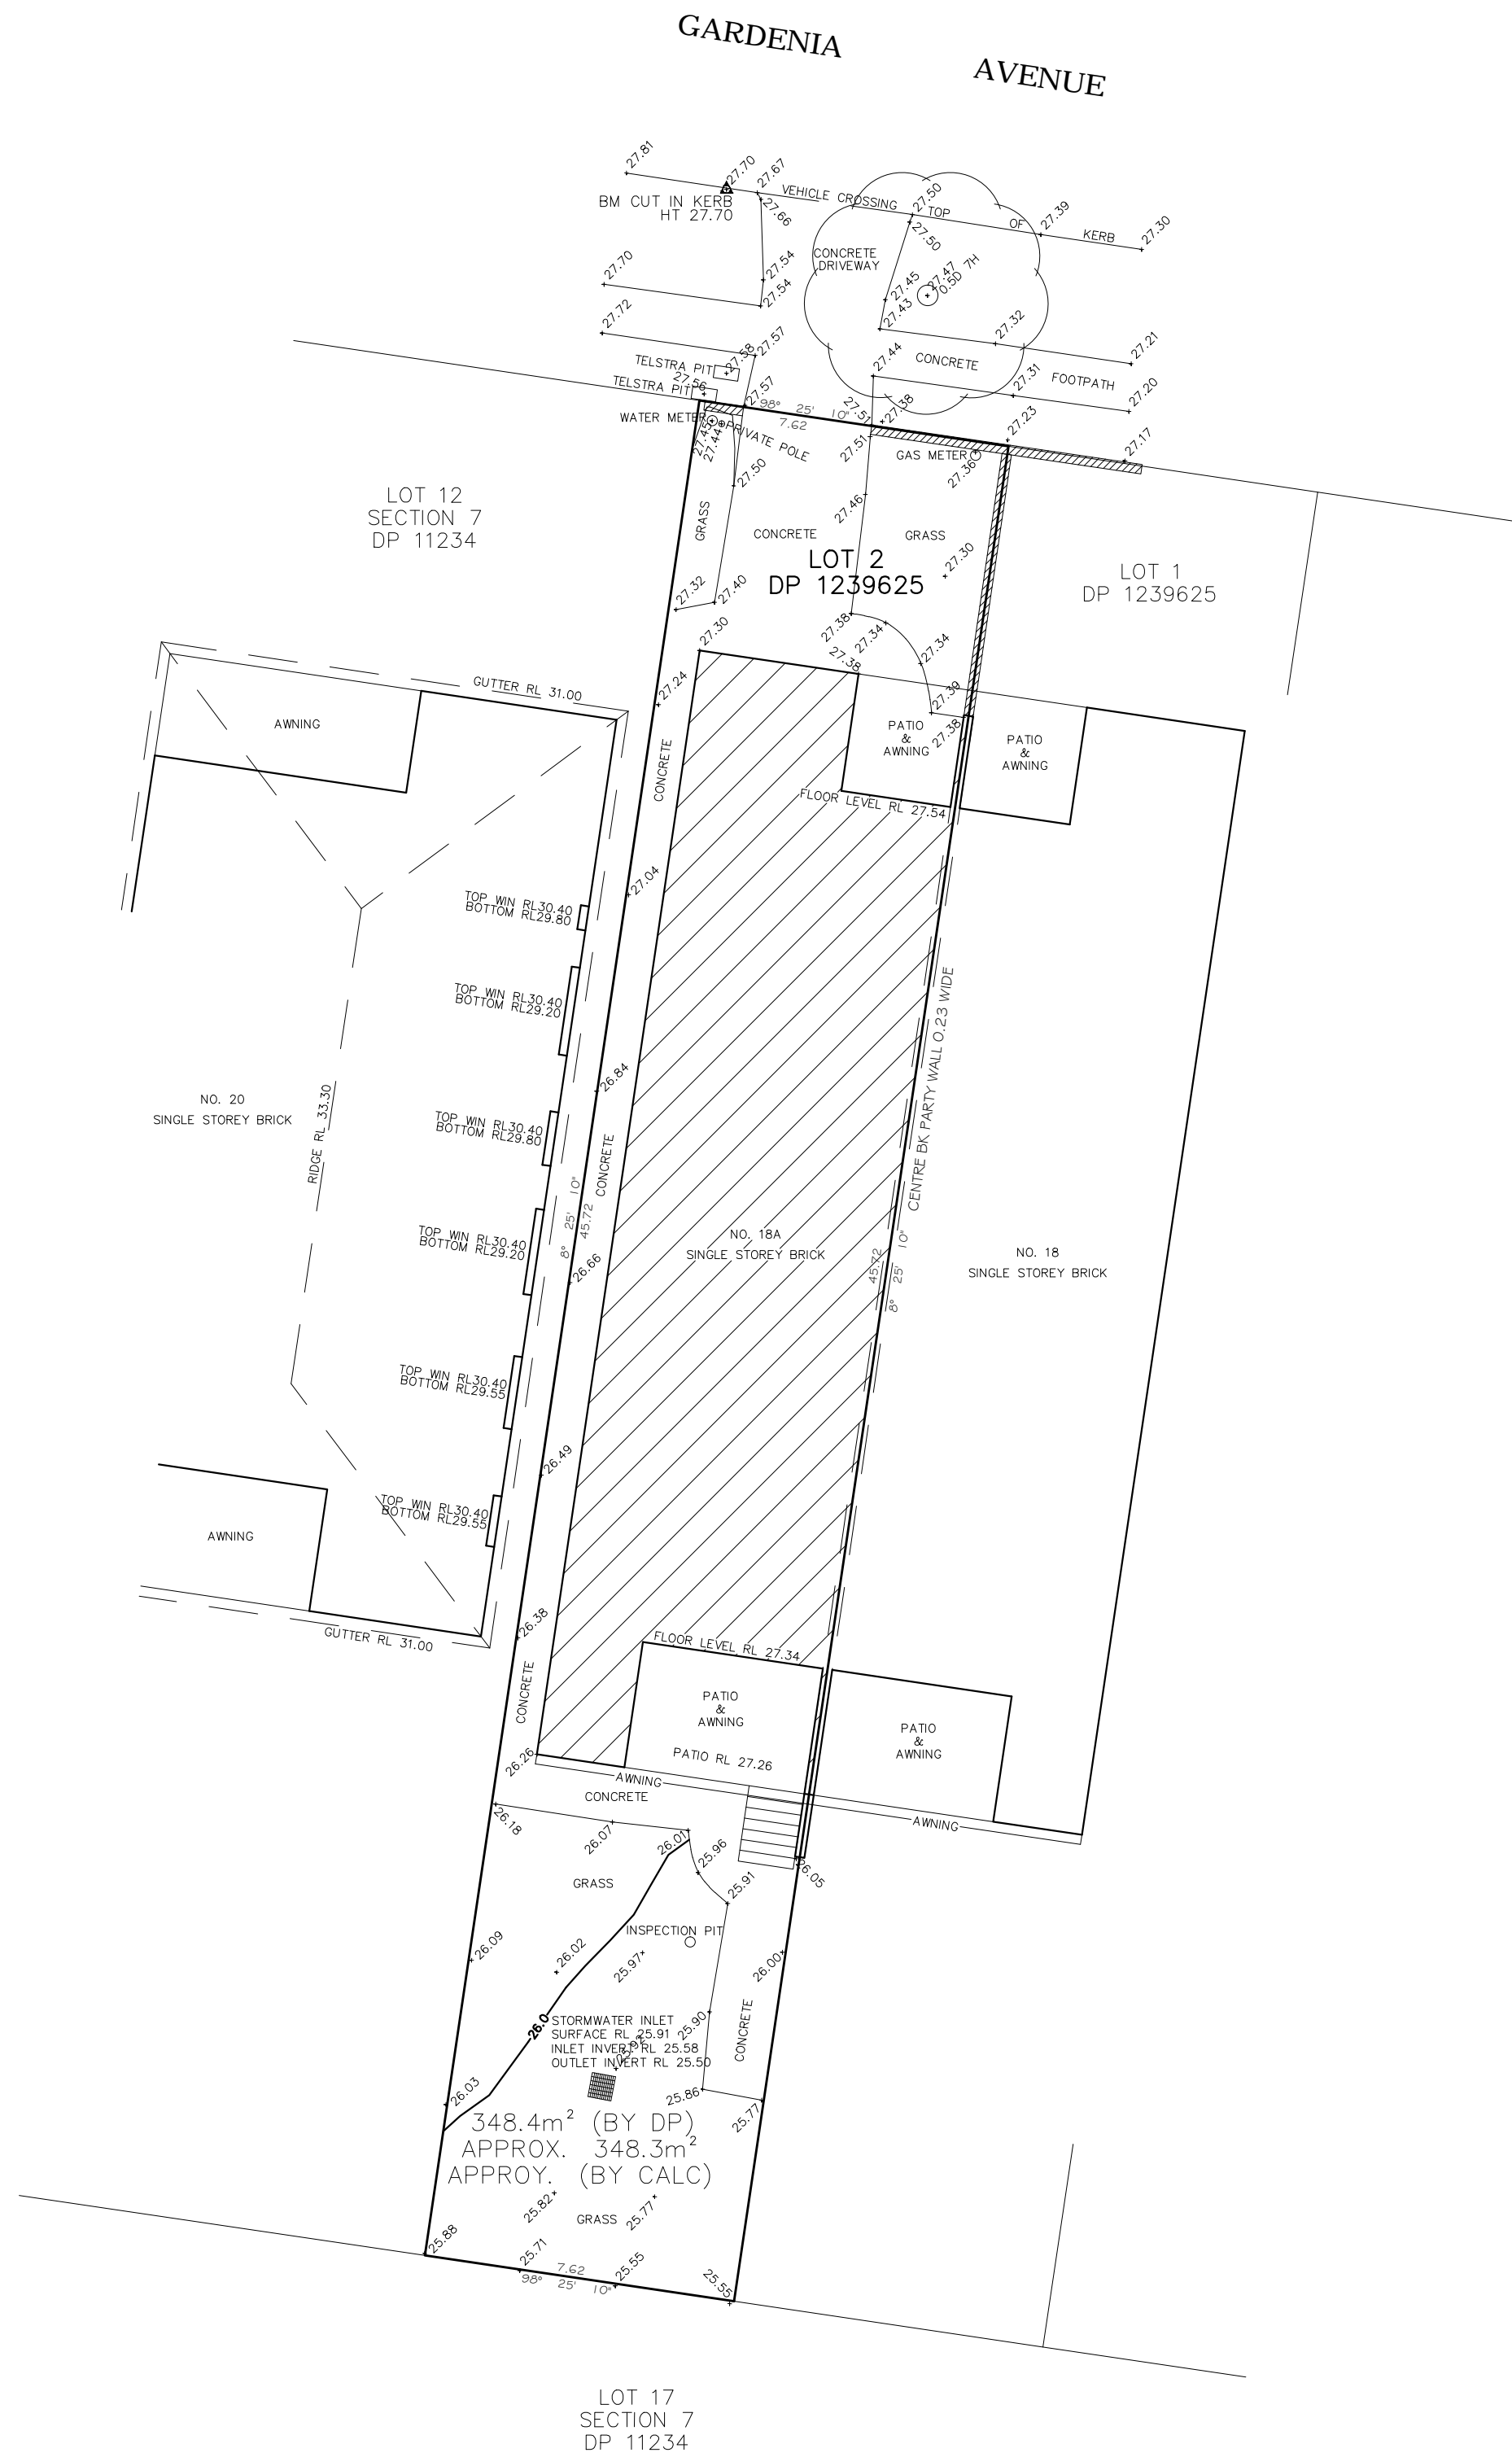 GARDENIA
AVENUE
27.81
27.70
27.67
BM CUT IN KERB
HT 27.70
27.66
VEHICLE CROSSING
27.50
TOP
OF
27.39
KERB
27.30
27.50
CONCRETE
DRIVEWAY
27.70
27.54
27.54
27.45
27.47
0.5D 7H
27.43
27.32
27.72
27.57
27.21
TELSTRA PIT
27.58
27.44
CONCRETE
FOOTPATH
27.31
27.20
TELSTRA PIT
27.56
27.57
98° 25' 10"
7.62
27.51
27.38
27.23
WATER METER
PRIVATE POLE
27.45
27.44
27.51
GAS METER
27.36
27.17
27.50
27.46
LOT 12
SECTION 7
DP 11234
GRASS
CONCRETE
GRASS
LOT 2
DP 1239625
27.30
LOT 1
DP 1239625
27.32
27.40
27.38
27.34
27.34
27.30
27.38
27.24
27.39
27.38
GUTTER RL 31.00
AWNING
PATIO
&
AWNING
PATIO
&
AWNING
CONCRETE
FLOOR LEVEL RL 27.54
27.04
TOP WIN RL30.40
BOTTOM RL29.80
TOP WIN RL30.40
BOTTOM RL29.20
CENTRE BK PARTY WALL 0.23 WIDE
26.84
NO. 20
SINGLE STOREY BRICK
RIDGE RL 33.30
TOP WIN RL30.40
BOTTOM RL29.80
CONCRETE
8° 25' 10"
45.72
TOP WIN RL30.40
BOTTOM RL29.20
26.66
NO. 18A
SINGLE STOREY BRICK
45.72
8° 25' 10"
NO. 18
SINGLE STOREY BRICK
TOP WIN RL30.40
BOTTOM RL29.55
26.49
TOP WIN RL30.40
BOTTOM RL29.55
AWNING
26.38
GUTTER RL 31.00
FLOOR LEVEL RL 27.34
CONCRETE
PATIO
&
AWNING
PATIO
&
AWNING
PATIO RL 27.26
26.26
AWNING
CONCRETE
AWNING
26.18
26.07
26.01
25.96
26.05
GRASS
25.91
INSPECTION PIT
26.09
26.02
25.97
26.00
26.0
STORMWATER INLET
SURFACE RL 25.91
INLET INVERT RL 25.58
OUTLET INVERT RL 25.50
25.92
25.90
CONCRETE
26.03
25.86
25.77
348.4m² (BY DP)
APPROX. 348.3m²
APPROY. (BY CALC)
25.82
GRASS
25.77
25.88
25.71
7.62
98° 25' 10"
25.55
25.55
LOT 17
SECTION 7
DP 11234